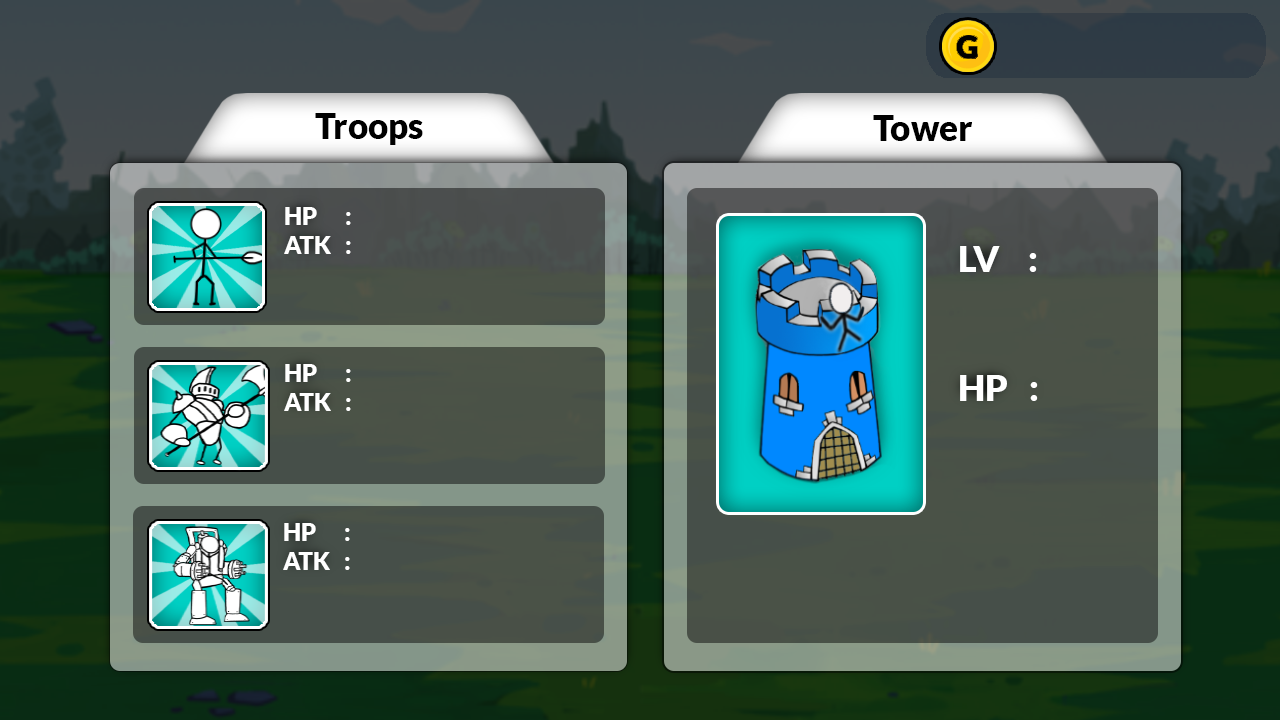 G
Troops
HP :
ATK :
HP :
ATK :
HP :
ATK :
Tower
LV :
HP :